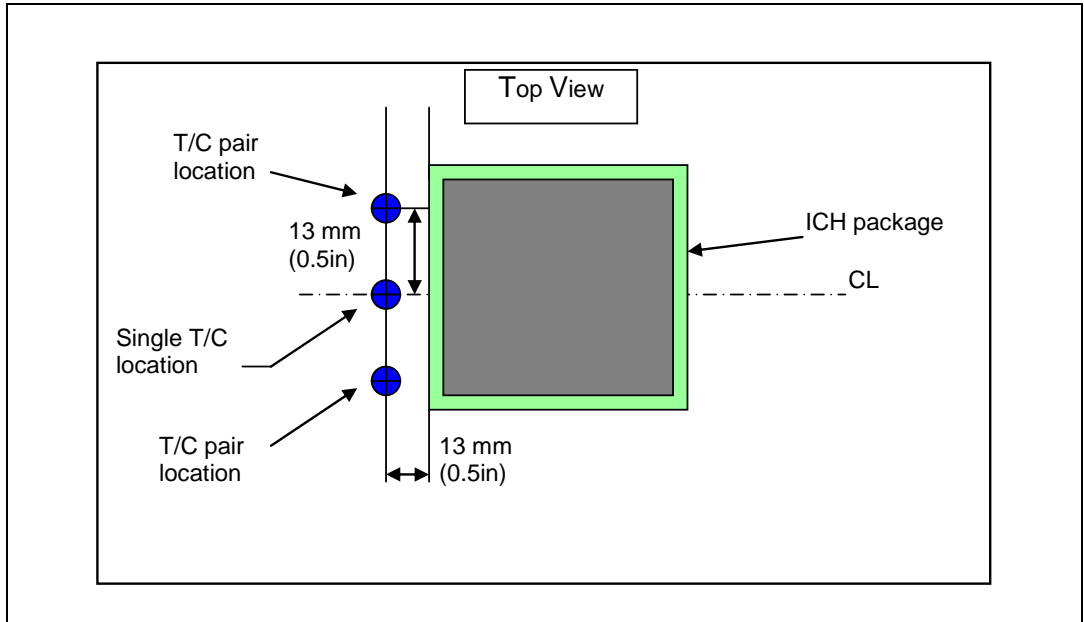 Top View
T/C pair
location
13 mm
(0.5in)
ICH package
CL
Single T/C
location
T/C pair
location
13 mm
(0.5in)